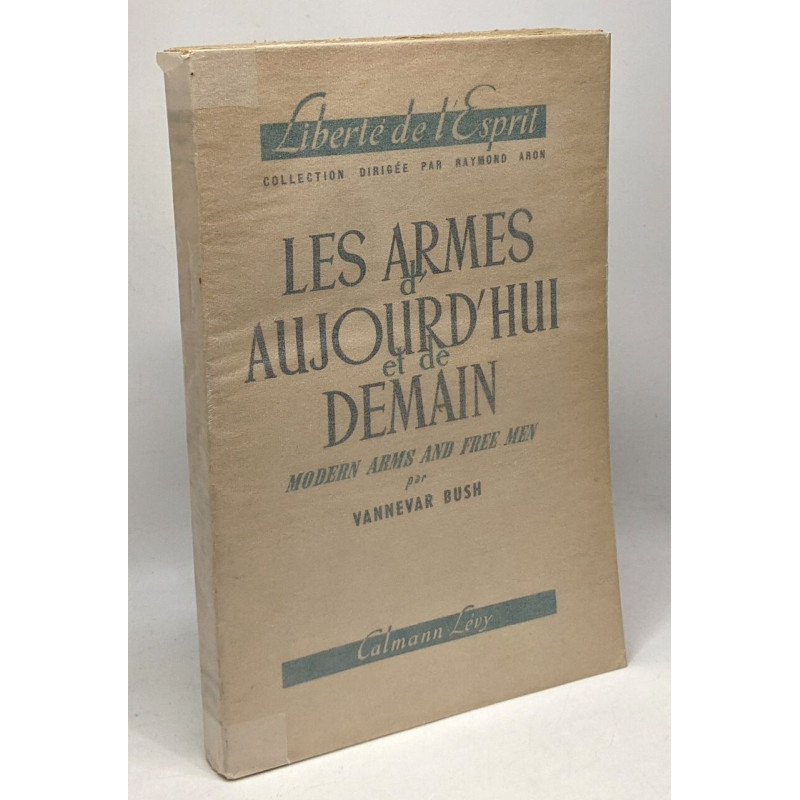 Liberté de l'Esprit
COLLECTION DIRIGÉE PAR RAYMOND ARON
LES ARMES
d'
AUJOURD'HUI
et de
DEMAIN
MODERN ARMS AND FREE MEN
par
VANNEVAR BUSH
Calmann Lévy